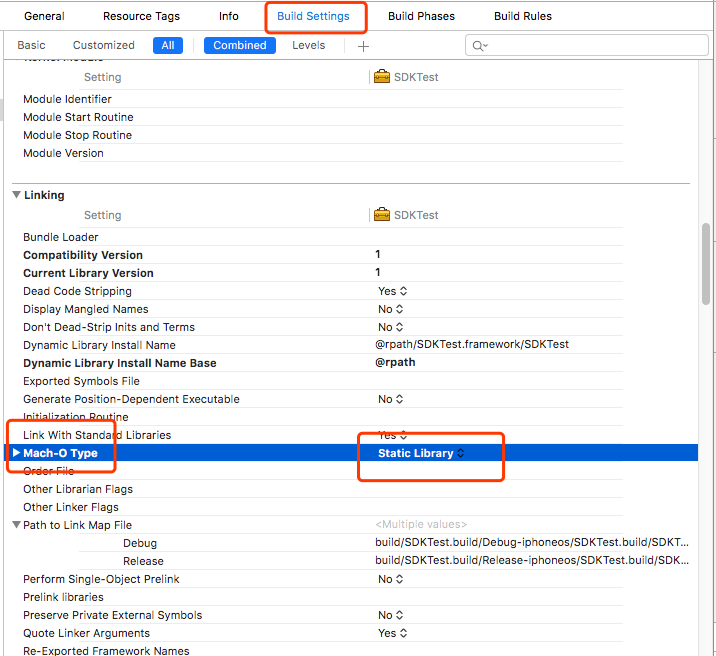 General Resource Tags Info Build Settings Build Phases Build Rules
Basic Customized All Combined Levels
Kernel Module
Setting SDKTest
Module Identifier
Module Start Routine
Module Stop Routine
Module Version
Linking
Setting SDKTest
Bundle Loader
Compatibility Version 1
Current Library Version 1
Dead Code Stripping Yes
Display Mangled Names No
Don't Dead-Strip Inits and Terms No
Dynamic Library Install Name @rpath/SDKTest.framework/SDKTest
Dynamic Library Install Name Base @rpath
Exported Symbols File
Generate Position-Dependent Executable No
Initialization Routine
Link With Standard Libraries Yes
Mach-O Type Static Library
Order File
Other Librarian Flags
Other Linker Flags
Path to Link Map File <Multiple values>
Debug build/SDKTest.build/Debug-iphoneos/SDKTest.build/SDKT...
Release build/SDKTest.build/Release-iphoneos/SDKTest.build/SDK...
Perform Single-Object Prelink No
Prelink libraries
Preserve Private External Symbols No
Quote Linker Arguments Yes
Re-Exported Framework Names